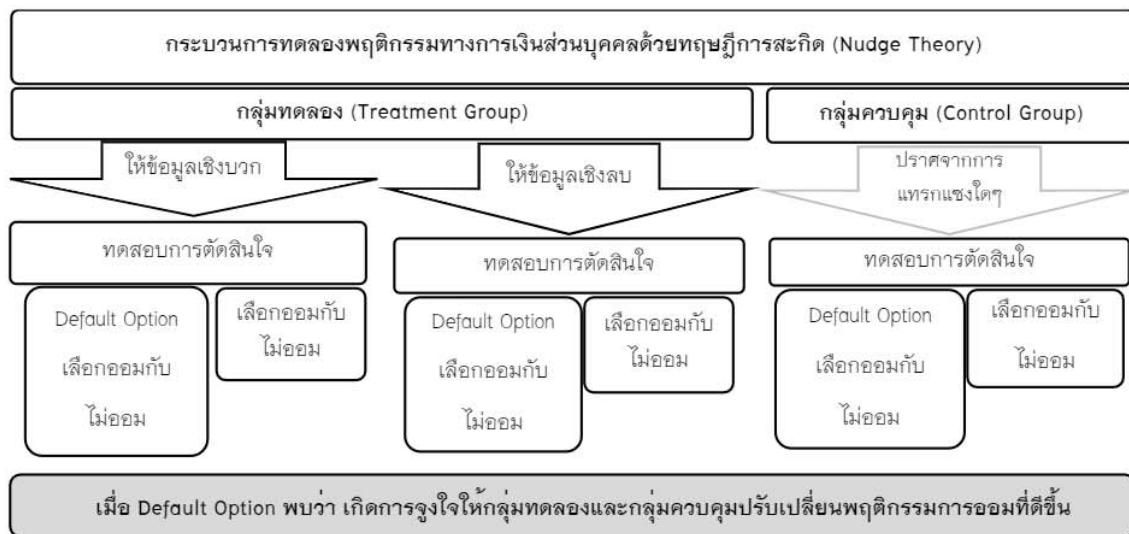 กระบวนการทดลองพฤติกรรมทางการเงินส่วนบุคคลด้วยทฤษฎีการสะกิด (Nudge Theory)
กลุ่มทดลอง (Treatment Group)
กลุ่มควบคุม (Control Group)
ให้ข้อมูลเชิงบวก
ให้ข้อมูลเชิงลบ
ปราศจากการ
แทรกแซงใดๆ
ทดสอบการตัดสินใจ
ทดสอบการตัดสินใจ
ทดสอบการตัดสินใจ
Default Option
เลือกออมกับ
ไม่ออม
เลือกออมกับ
ไม่ออม
Default Option
เลือกออมกับ
ไม่ออม
เลือกออมกับ
ไม่ออม
Default Option
เลือกออมกับ
ไม่ออม
เลือกออมกับ
ไม่ออม
เมื่อ Default Option พบว่า เกิดการจูงใจให้กลุ่มทดลองและกลุ่มควบคุมปรับเปลี่ยนพฤติกรรมการออมที่ดีขึ้น